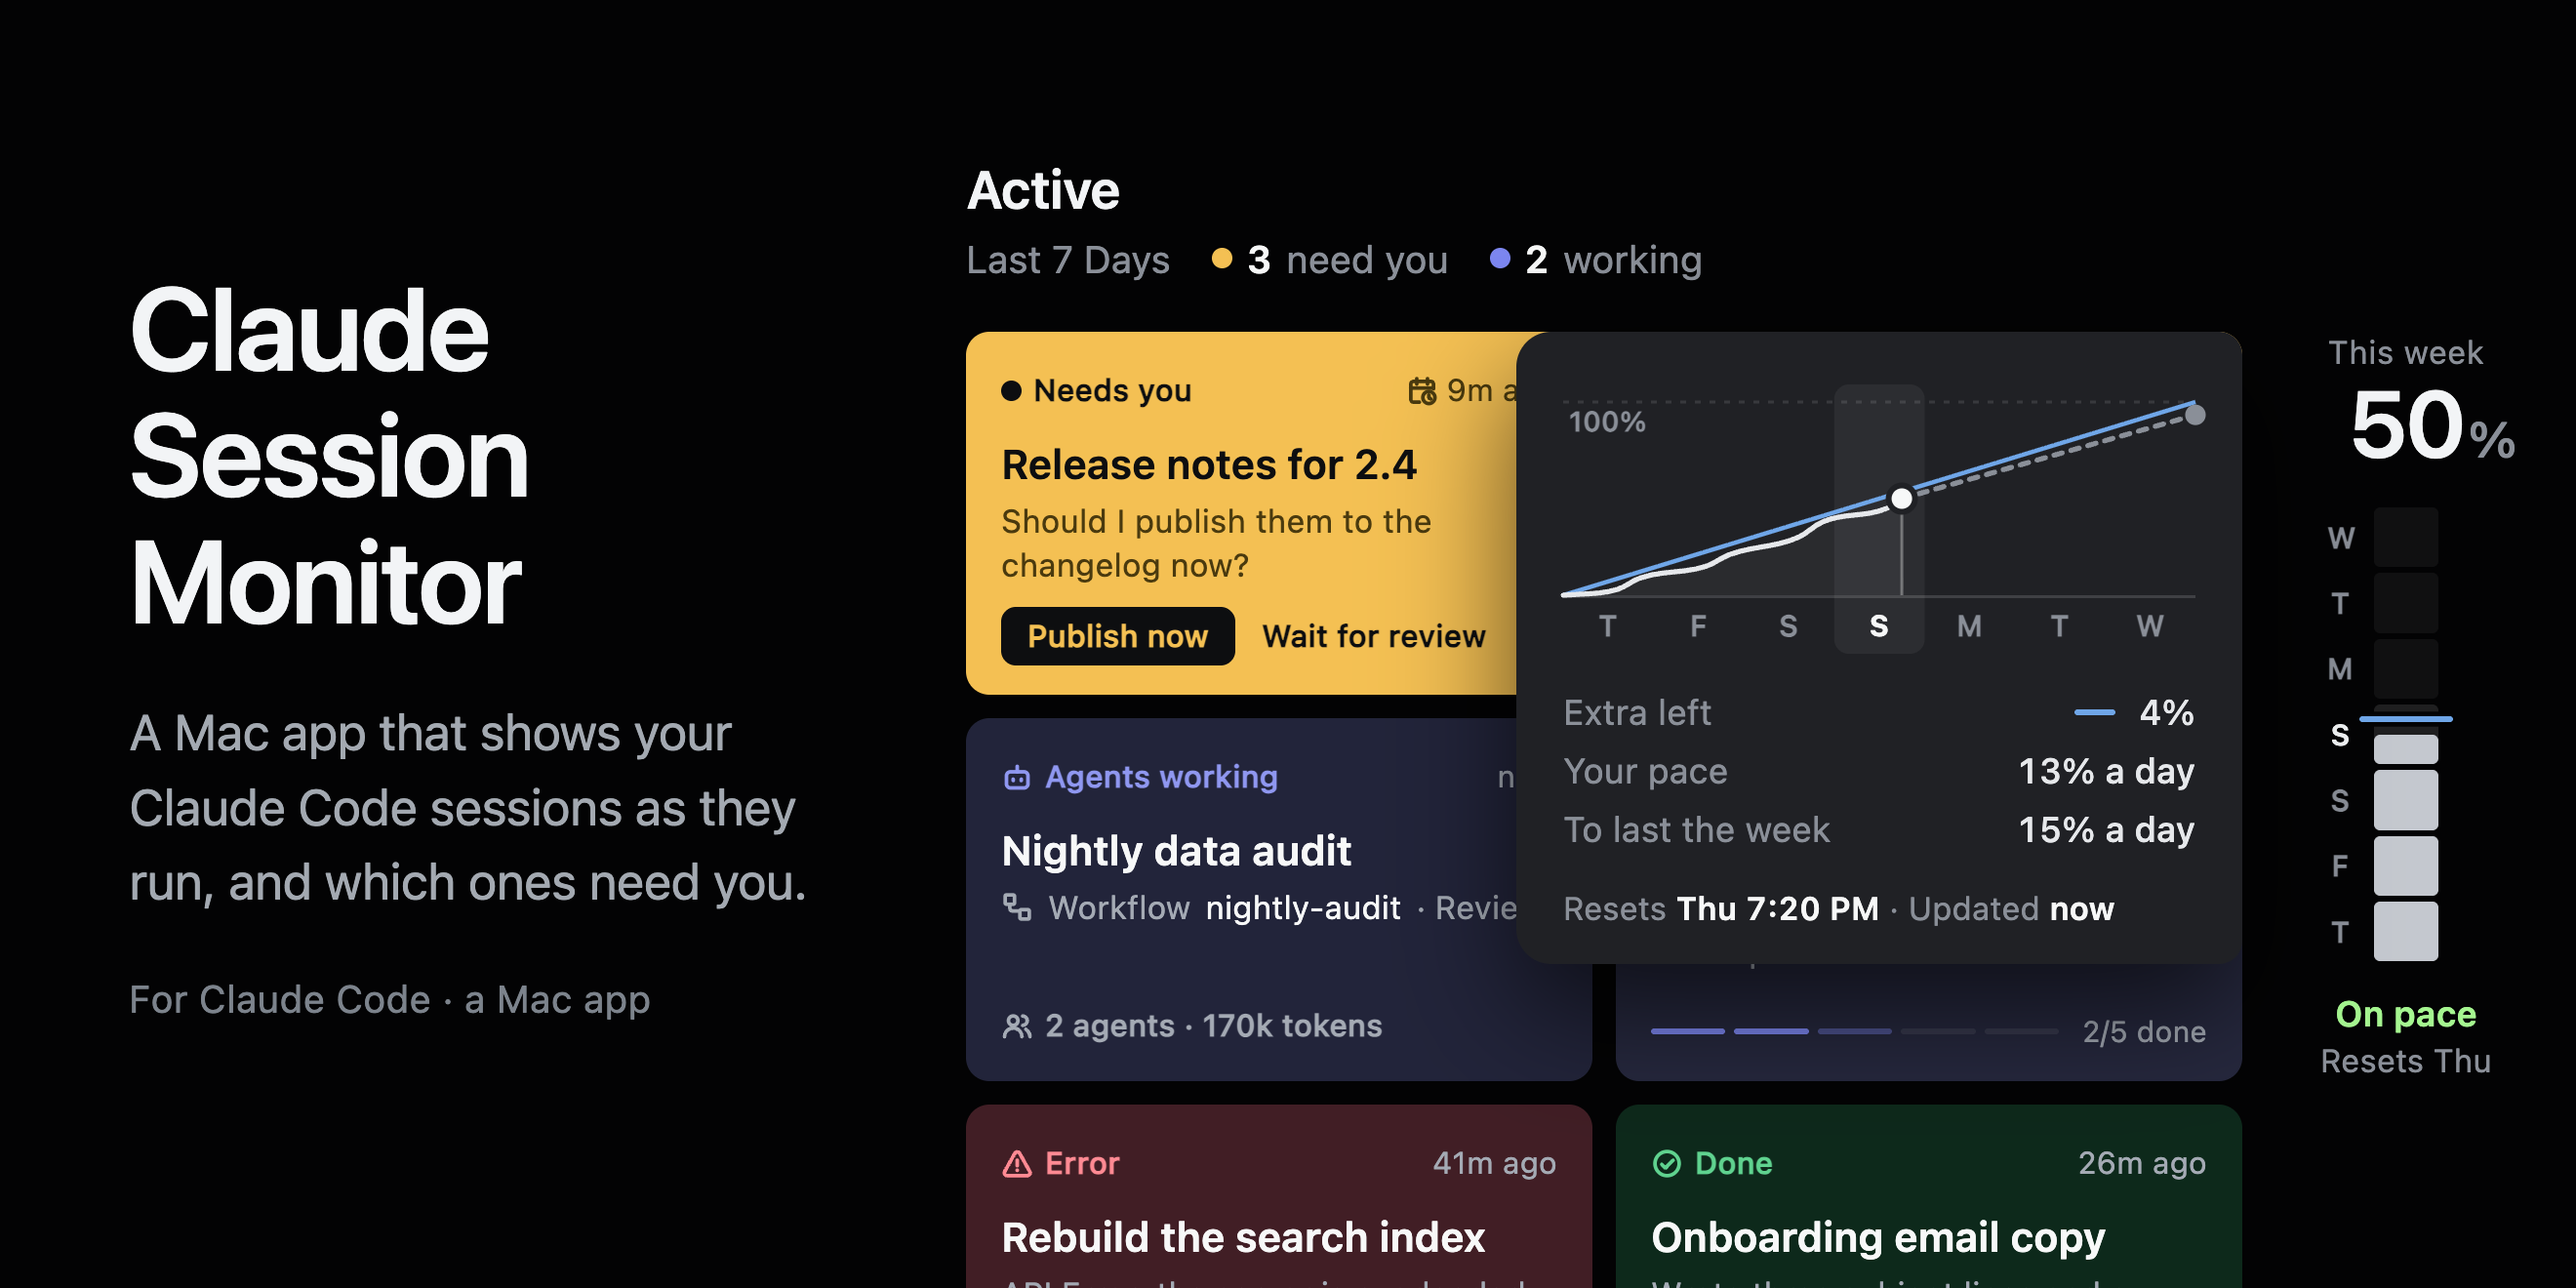 Claude
Session
Monitor
A Mac app that shows your
Claude Code sessions as they
run, and which ones need you.
For Claude Code · a Mac app
Active
Last 7 Days 3 need you 2 working
Needs you 9m
Release notes for 2.4
Should I publish them to the
changelog now?
Publish now Wait for review
Agents working
Nightly data audit
Workflow nightly-audit ·
2 agents · 170k tokens
100%
T F S S M T W
Extra left 4%
Your pace 13% a day
To last the week 15% a day
Resets Thu 7:20 PM · Updated now
2/5 done
Error 41m ago
Rebuild the search index
Done 26m ago
Onboarding email copy
This week
50%
W
T
M
S
S
F
T
On pace
Resets Thu